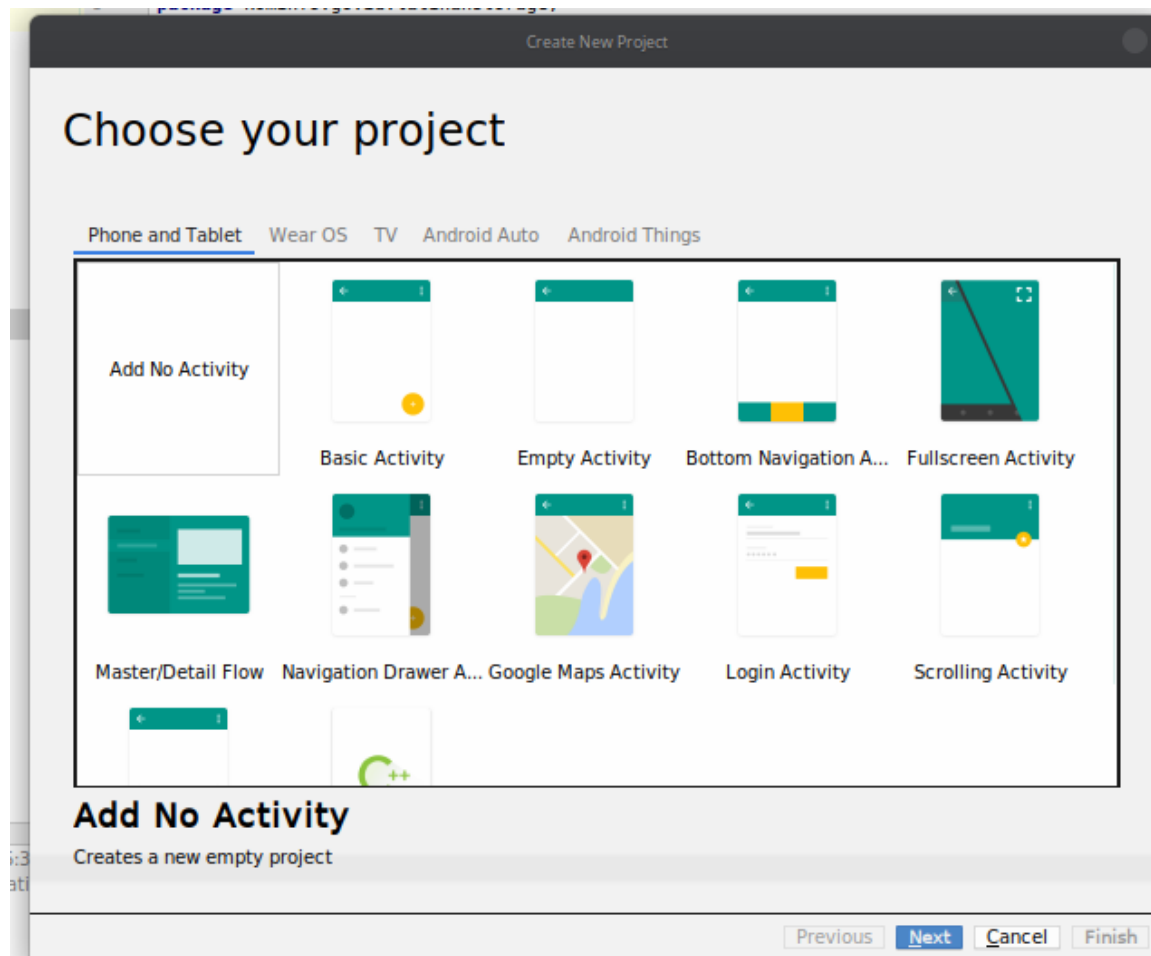 Create New Project
Choose your project
Phone and Tablet Wear OS TV Android Auto Android Things
Add No Activity
Basic Activity Empty Activity Bottom Navigation A... Fullscreen Activity
Master/Detail Flow Navigation Drawer A... Google Maps Activity Login Activity Scrolling Activity
++
Add No Activity
Creates a new empty project
Previous Next Cancel Finish